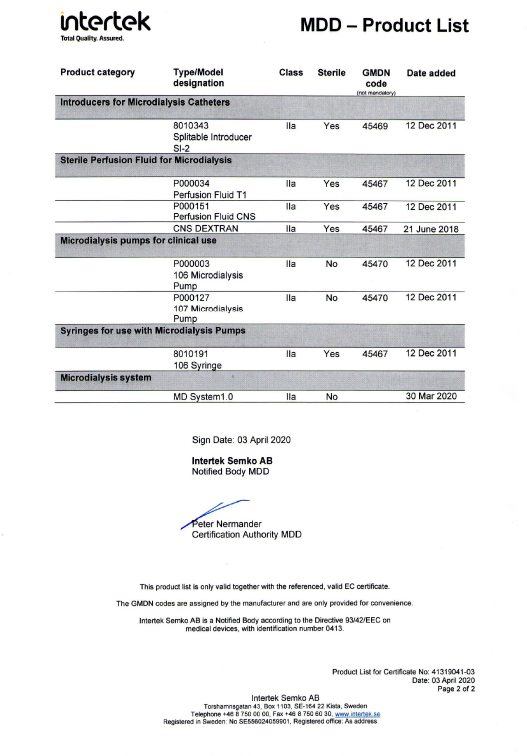 intertek
Total Quality. Assured.
MDD – Product List
Product category Type/Model designation Class Sterile GMDN code (not mandatory) Date added
Introducers for Microdialysis Catheters
8010343 IIa Yes 45469 12 Dec 2011
Splitable Introducer
SI-2
Sterile Perfusion Fluid for Microdialysis
P000034 IIa Yes 45467 12 Dec 2011
Perfusion Fluid T1
P000151 IIa Yes 45467 12 Dec 2011
Perfusion Fluid CNS
CNS DEXTRAN IIa Yes 45467 21 June 2018
Microdialysis pumps for clinical use
P000003 IIa No 45470 12 Dec 2011
106 Microdialysis
Pump
P000127 IIa No 45470 12 Dec 2011
107 Microdialysis
Pump
Syringes for use with Microdialysis Pumps
8010191 IIa Yes 45467 12 Dec 2011
106 Syringe
Microdialysis system
MD System1.0 IIa No 30 Mar 2020
Sign Date: 03 April 2020
Intertek Semko AB
Notified Body MDD
Peter Nermander
Certification Authority MDD
This product list is only valid together with the referenced, valid EC certificate.
The GMDN codes are assigned by the manufacturer and are only provided for convenience.
Intertek Semko AB is a Notified Body according to the Directive 93/42/EEC on
medical devices, with identification number 0413.
Product List for Certificate No: 41319041-03
Date: 03 April 2020
Page 2 of 2
Intertek Semko AB
Torshamnsgatan 43, Box 1103, SE-164 22 Kista, Sweden
Telephone +46 8 750 00 00, Fax +46 8 750 60 30, www.intertek.se
Registered in Sweden: No SE556024059901, Registered office: As address